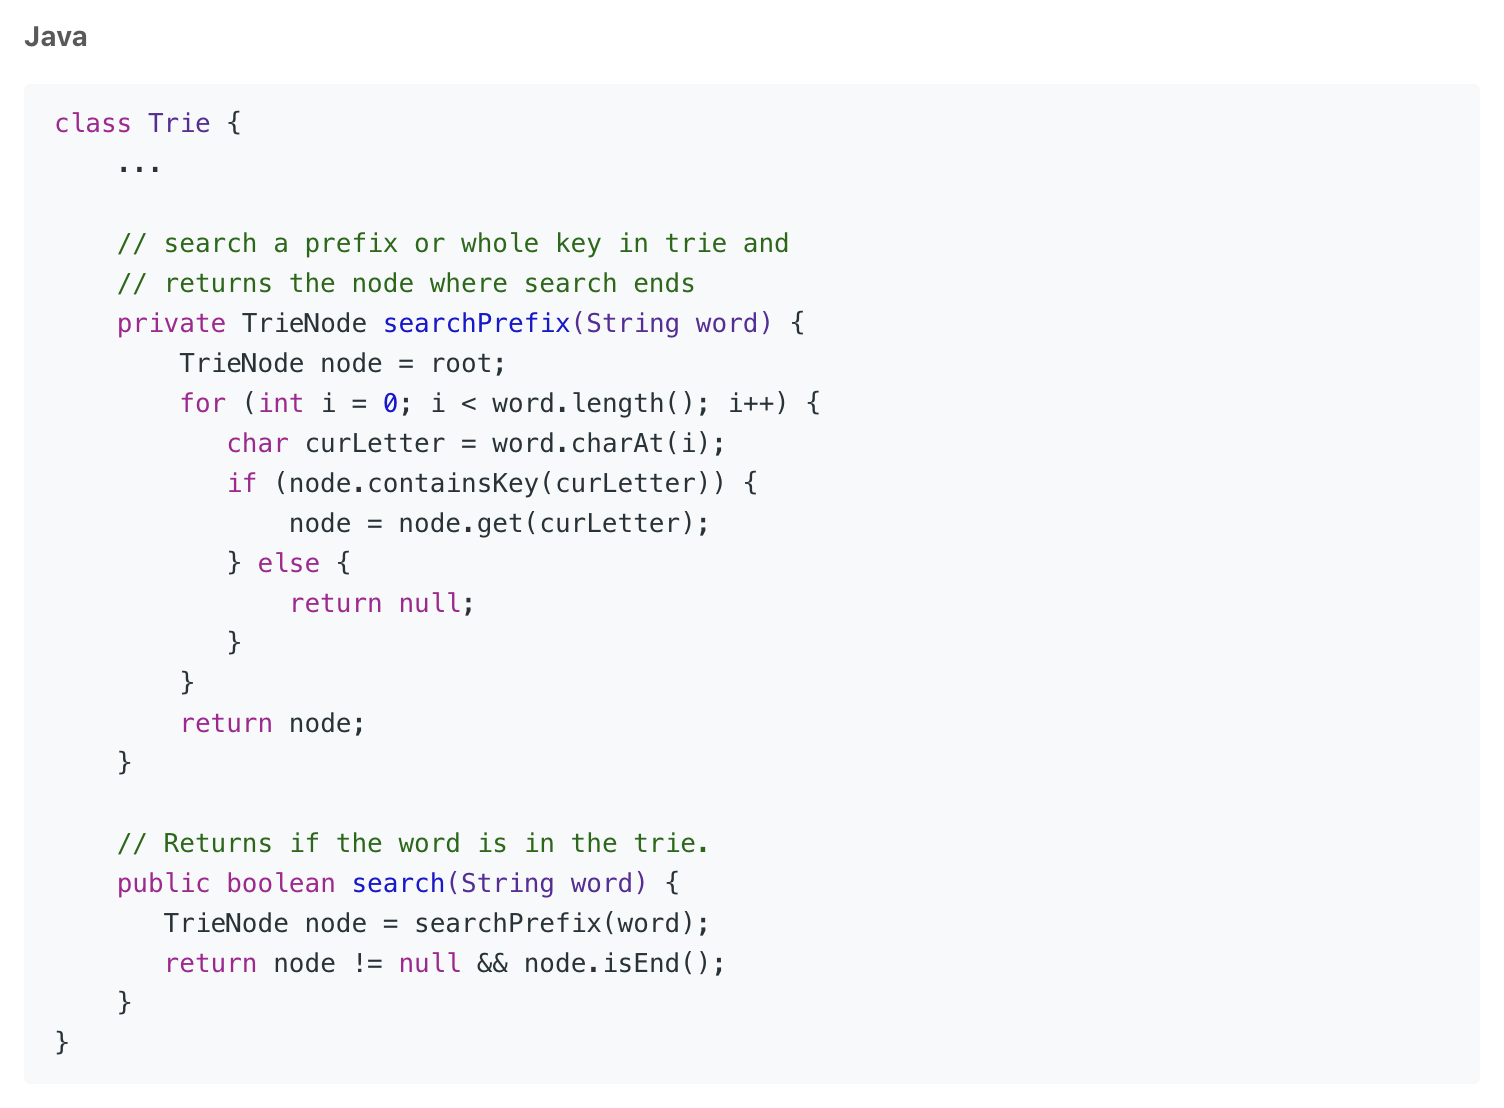 Java
class Trie {
    ...

    // search a prefix or whole key in trie and
    // returns the node where search ends
    private TrieNode searchPrefix(String word) {
        TrieNode node = root;
        for (int i = 0; i < word.length(); i++) {
           char curLetter = word.charAt(i);
           if (node.containsKey(curLetter)) {
               node = node.get(curLetter);
           } else {
               return null;
           }
        }
        return node;
    }

    // Returns if the word is in the trie.
    public boolean search(String word) {
       TrieNode node = searchPrefix(word);
       return node != null && node.isEnd();
    }
}